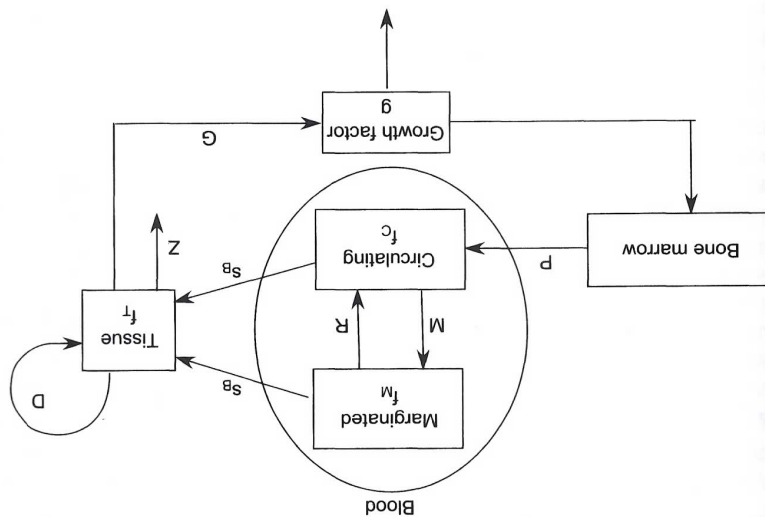 Blood
Marginated
f_M
S_B
D
M
R
Tissue
f_T
Bone marrow
P
Circulating
f_C
S_B
Z
Growth factor
g
G